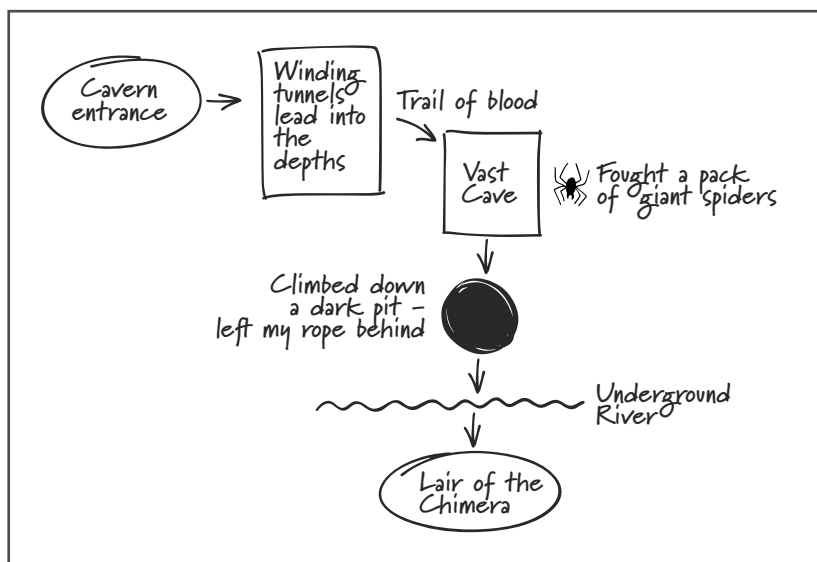 Cavern
entrance
Winding
tunnels
lead into
the
depths
Trail of blood
Vast
Cave
Fought a pack
of giant spiders
Climbed down
a dark pit –
left my rope behind
Underground
River
Lair of the
Chimera